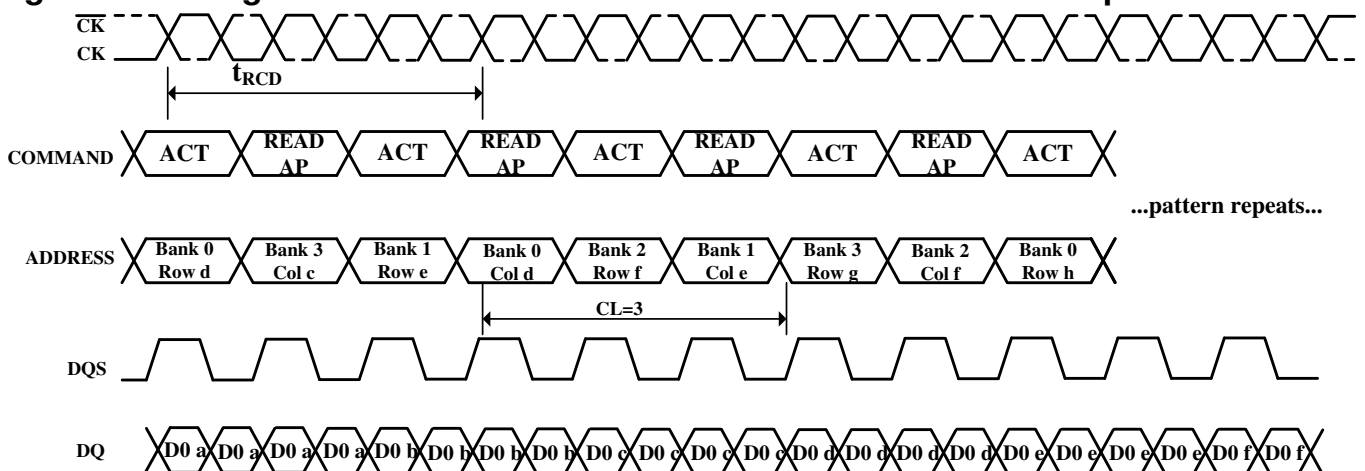 CK
CK
tRCD
COMMAND ACT READ AP ACT READ AP ACT READ AP ACT READ AP ACT
...pattern repeats...
ADDRESS Bank 0 Row d Bank 3 Col c Bank 1 Row e Bank 0 Col d Bank 2 Row f Bank 1 Col e Bank 3 Row g Bank 2 Col f Bank 0 Row h
CL=3
DQS
DQ D0 a D0 a D0 a D0 a D0 b D0 b D0 b D0 b D0 c D0 c D0 c D0 c D0 d D0 d D0 d D0 d D0 e D0 e D0 e D0 e D0 f D0 f